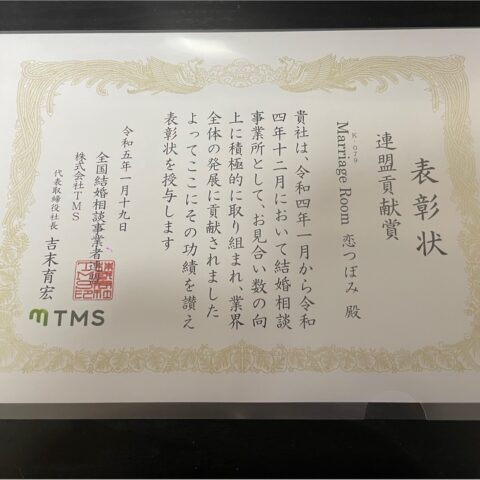 表彰状
連盟貢献賞
K-079
Marriage Room 恋つぼみ 殿
貴社は、令和四年一月から令和
四年十二月において結婚相談
事業所として、お見合い数の向
上に積極的に取り組まれ、業界
全体の発展に貢献されました
よってここにその功績を讃え
表彰状を授与します
令和五年一月十九日
全国結婚相談事業者連盟
株式会社TMS
代表取締役社長 吉末育宏
TMS